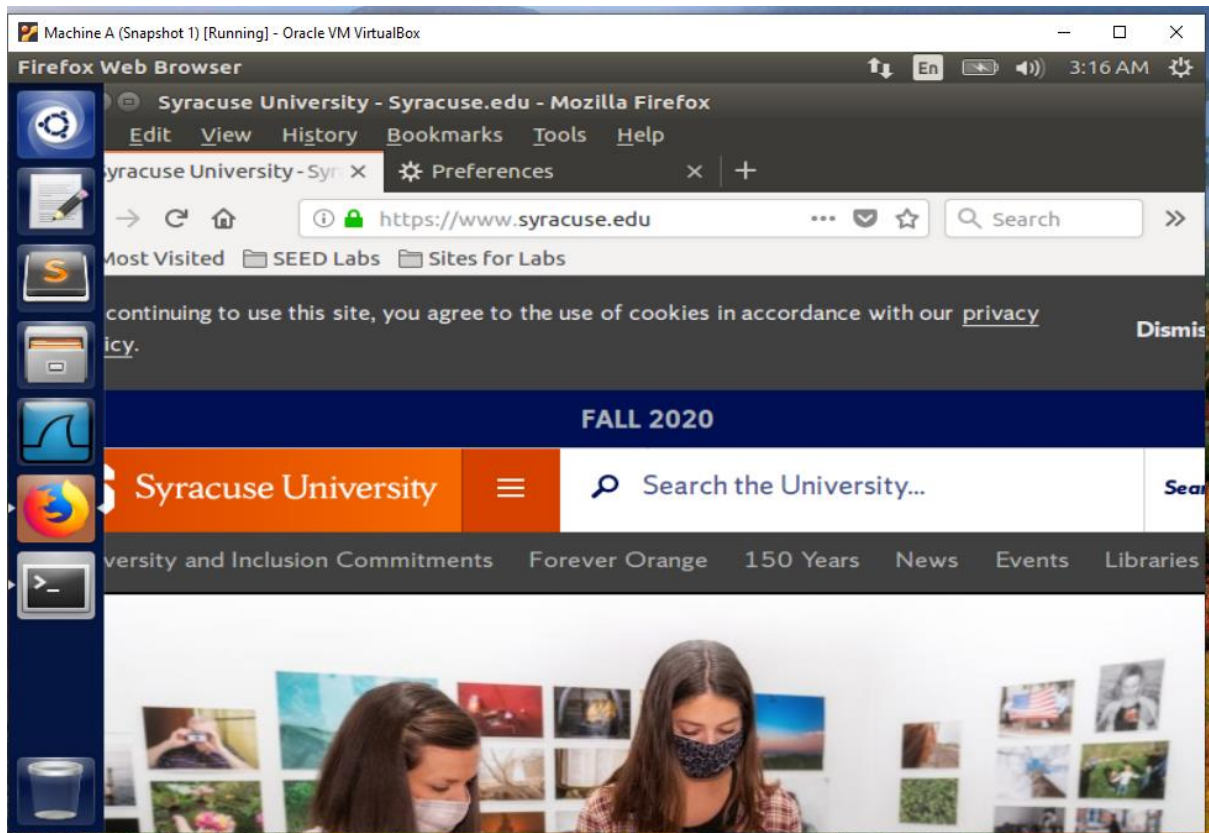 Machine A (Snapshot 1) [Running] - Oracle VM VirtualBox
Firefox Web Browser En 3:16 AM
Syracuse University - Syracuse.edu - Mozilla Firefox
Edit View History Bookmarks Tools Help
yracuse University - Syr Preferences
https://www.syracuse.edu Search
Most Visited SEED Labs Sites for Labs
continuing to use this site, you agree to the use of cookies in accordance with our privacy
icy. Dismis
FALL 2020
S Syracuse University Search the University... Sear
versity and Inclusion Commitments Forever Orange 150 Years News Events Libraries